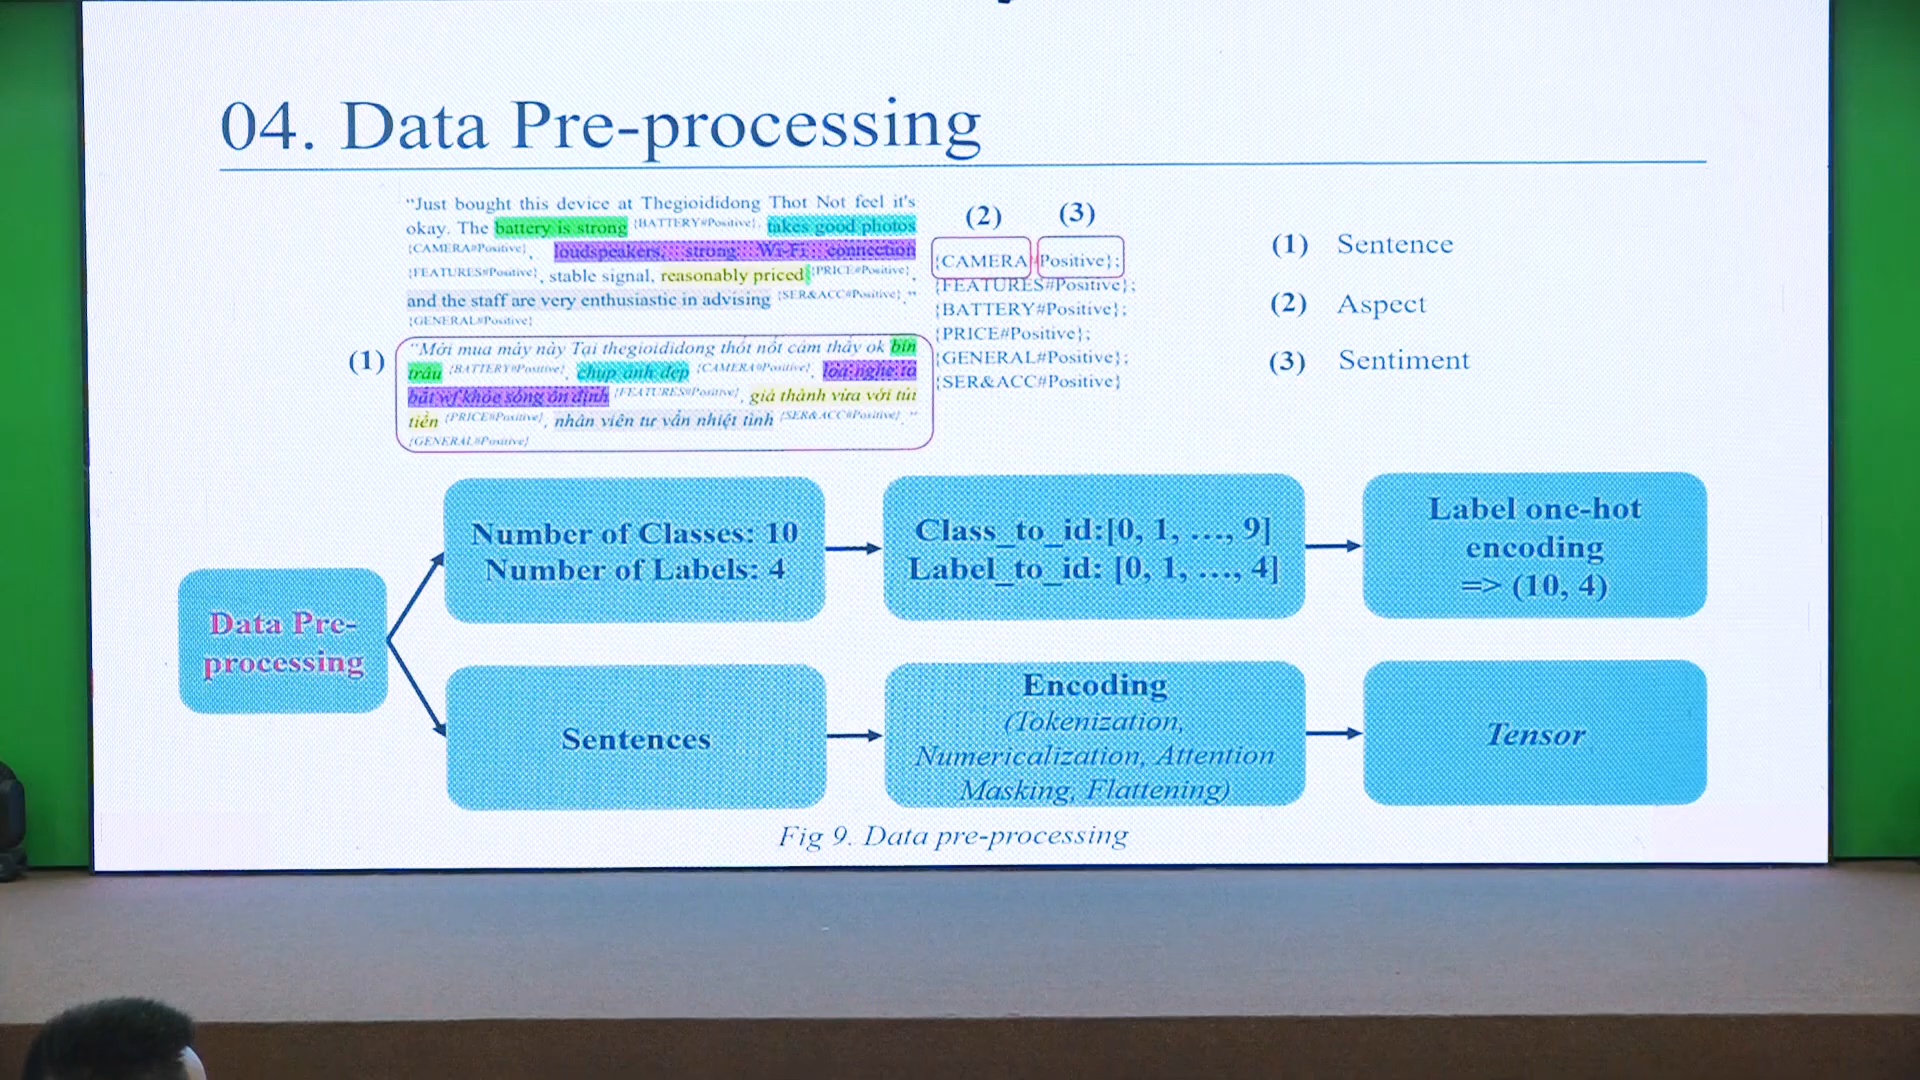 04. Data Pre-processing
"Just bought this device at Thegioididong Thot Not feel it's
okay. The battery is strong {BATTERY#Positive}, takes good photos
{CAMERA#Positive}, loudspeakers, strong Wi-Fi connection
{FEATURES#Positive}, stable signal, reasonably priced {PRICE#Positive},
and the staff are very enthusiastic in advising {SER&ACC#Positive}."
{GENERAL#Positive}
(1)
"Mới mua máy này Tại thegioididong thốt nốt cảm thấy ok bin
trâu {BATTERY#Positive}, chụp ảnh đẹp {CAMERA#Positive}, loa nghe to
bắt wf khỏe sóng ổn định {FEATURES#Positive}, giá thành vừa với túi
tiền {PRICE#Positive}, nhân viên tư vấn nhiệt tình {SER&ACC#Positive}."
{GENERAL#Positive}
(2) (3)
{CAMERA#Positive};
{FEATURES#Positive};
{BATTERY#Positive};
{PRICE#Positive};
{GENERAL#Positive};
{SER&ACC#Positive}
(1) Sentence
(2) Aspect
(3) Sentiment
Data Pre-
processing
Number of Classes: 10
Number of Labels: 4
Class_to_id:[0, 1, …, 9]
Label_to_id: [0, 1, …, 4]
Label one-hot
encoding
=> (10, 4)
Sentences
Encoding
(Tokenization,
Numericalization, Attention
Masking, Flattening)
Tensor
Fig 9. Data pre-processing